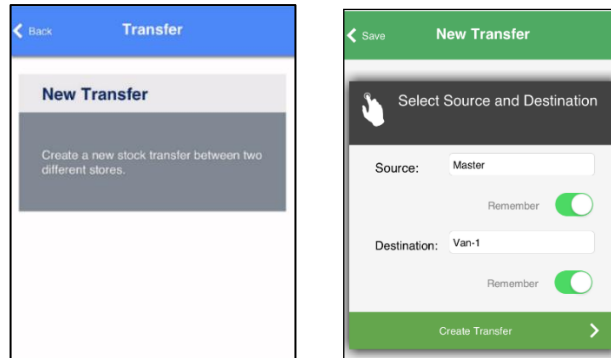 Back
Transfer
New Transfer
Create a new stock transfer between two
different stores.
Save
New Transfer
Select Source and Destination
Source:
Master
Remember
Destination:
Van-1
Remember
Create Transfer